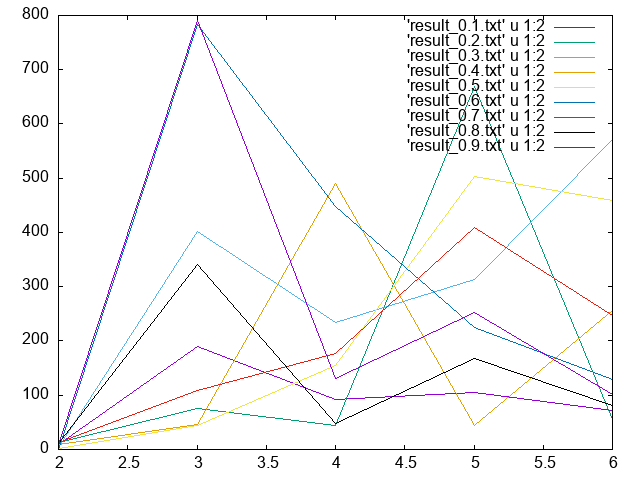 800
700
600
500
400
300
200
100
0
2 2.5 3 3.5 4 4.5 5 5.5 6
'result_0.1.txt' u 1:2
'result_0.2.txt' u 1:2
'result_0.3.txt' u 1:2
'result_0.4.txt' u 1:2
'result_0.5.txt' u 1:2
'result_0.6.txt' u 1:2
'result_0.7.txt' u 1:2
'result_0.8.txt' u 1:2
'result_0.9.txt' u 1:2